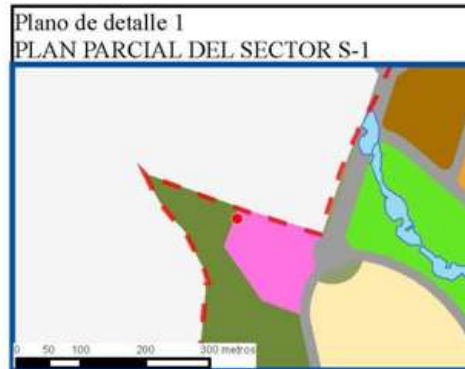 Plano de detalle 1
PLAN PARCIAL DEL SECTOR S-1
0 50 100 200 300 metros